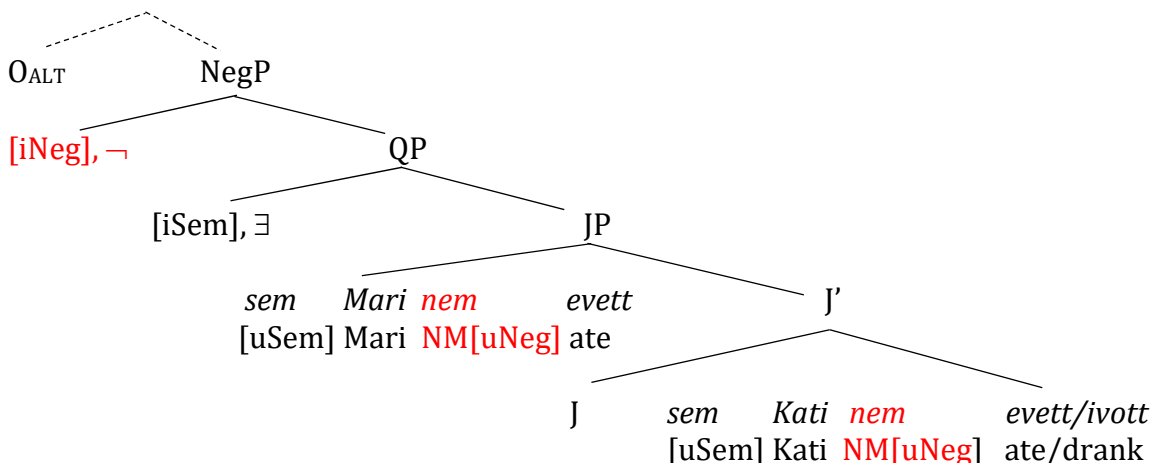 OALT NegP
[iNeg], ¬ QP
[iSem], ∃ JP
sem Mari nem evett J’
[uSem] Mari NM[uNeg] ate
J sem Kati nem evett/ivott
[uSem] Kati NM[uNeg] ate/drank